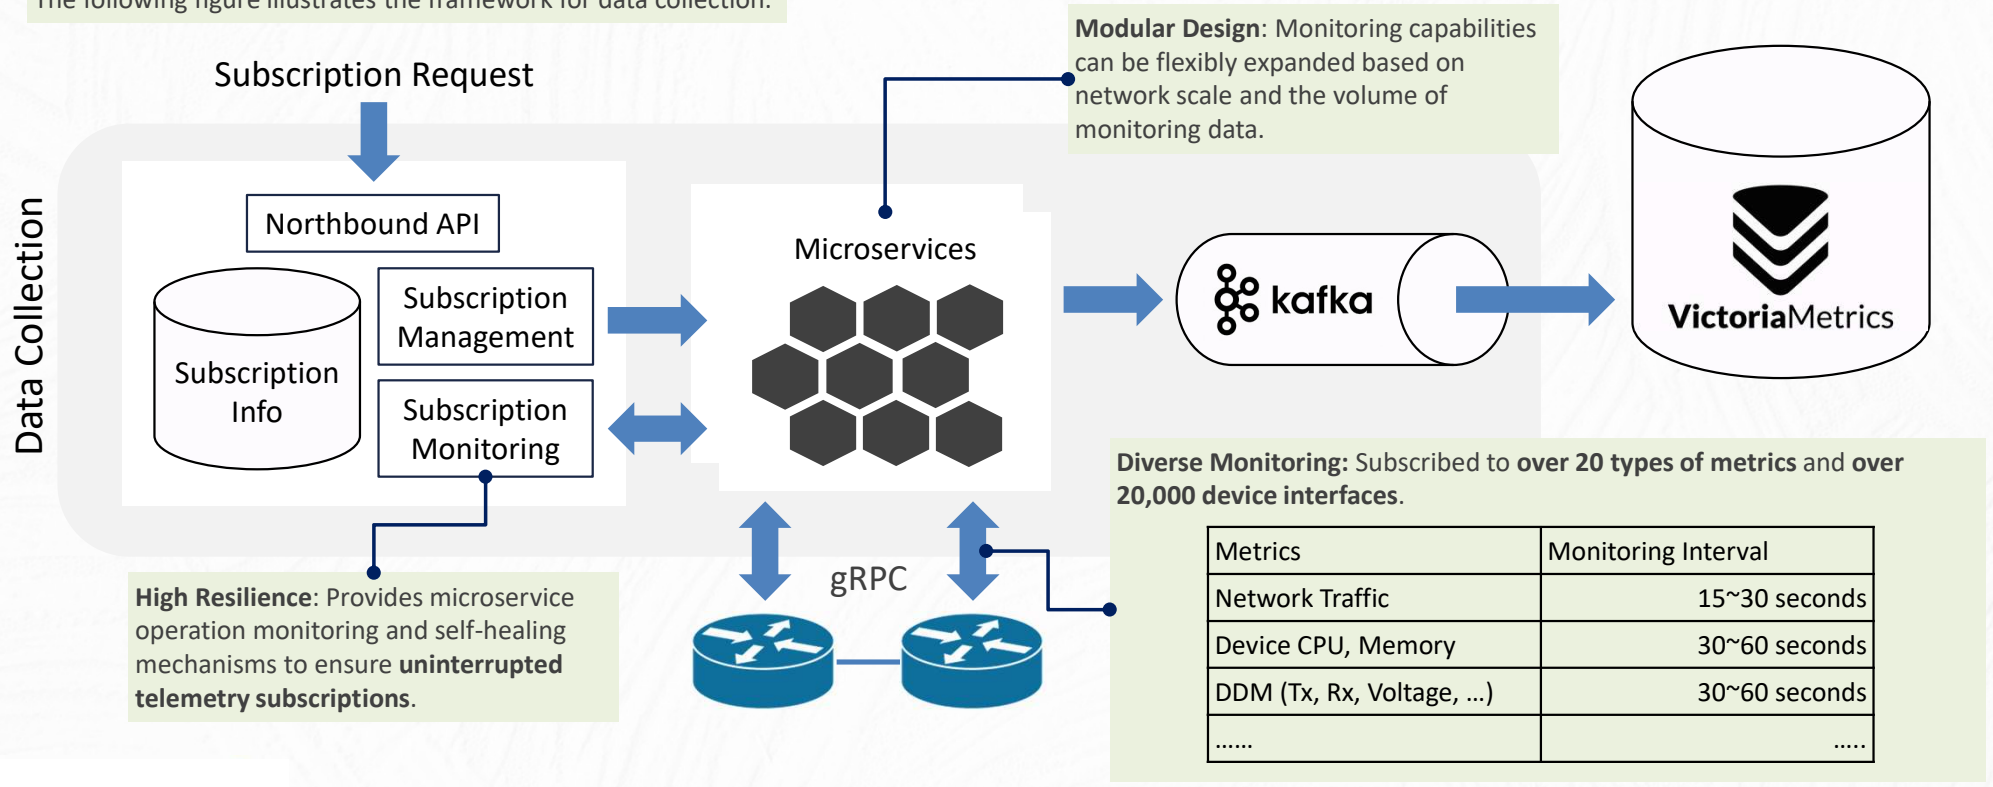 The following figure illustrates the framework for data collection.
Subscription Request
Modular Design: Monitoring capabilities
can be flexibly expanded based on
network scale and the volume of
monitoring data.
Data Collection
Northbound API
Subscription
Info
Subscription
Management
Subscription
Monitoring
Microservices
kafka
VictoriaMetrics
gRPC
High Resilience: Provides microservice
operation monitoring and self-healing
mechanisms to ensure uninterrupted
telemetry subscriptions.
Diverse Monitoring: Subscribed to over 20 types of metrics and over
20,000 device interfaces.
Metrics Monitoring Interval
Network Traffic 15~30 seconds
Device CPU, Memory 30~60 seconds
DDM (Tx, Rx, Voltage, …) 30~60 seconds
…… …..